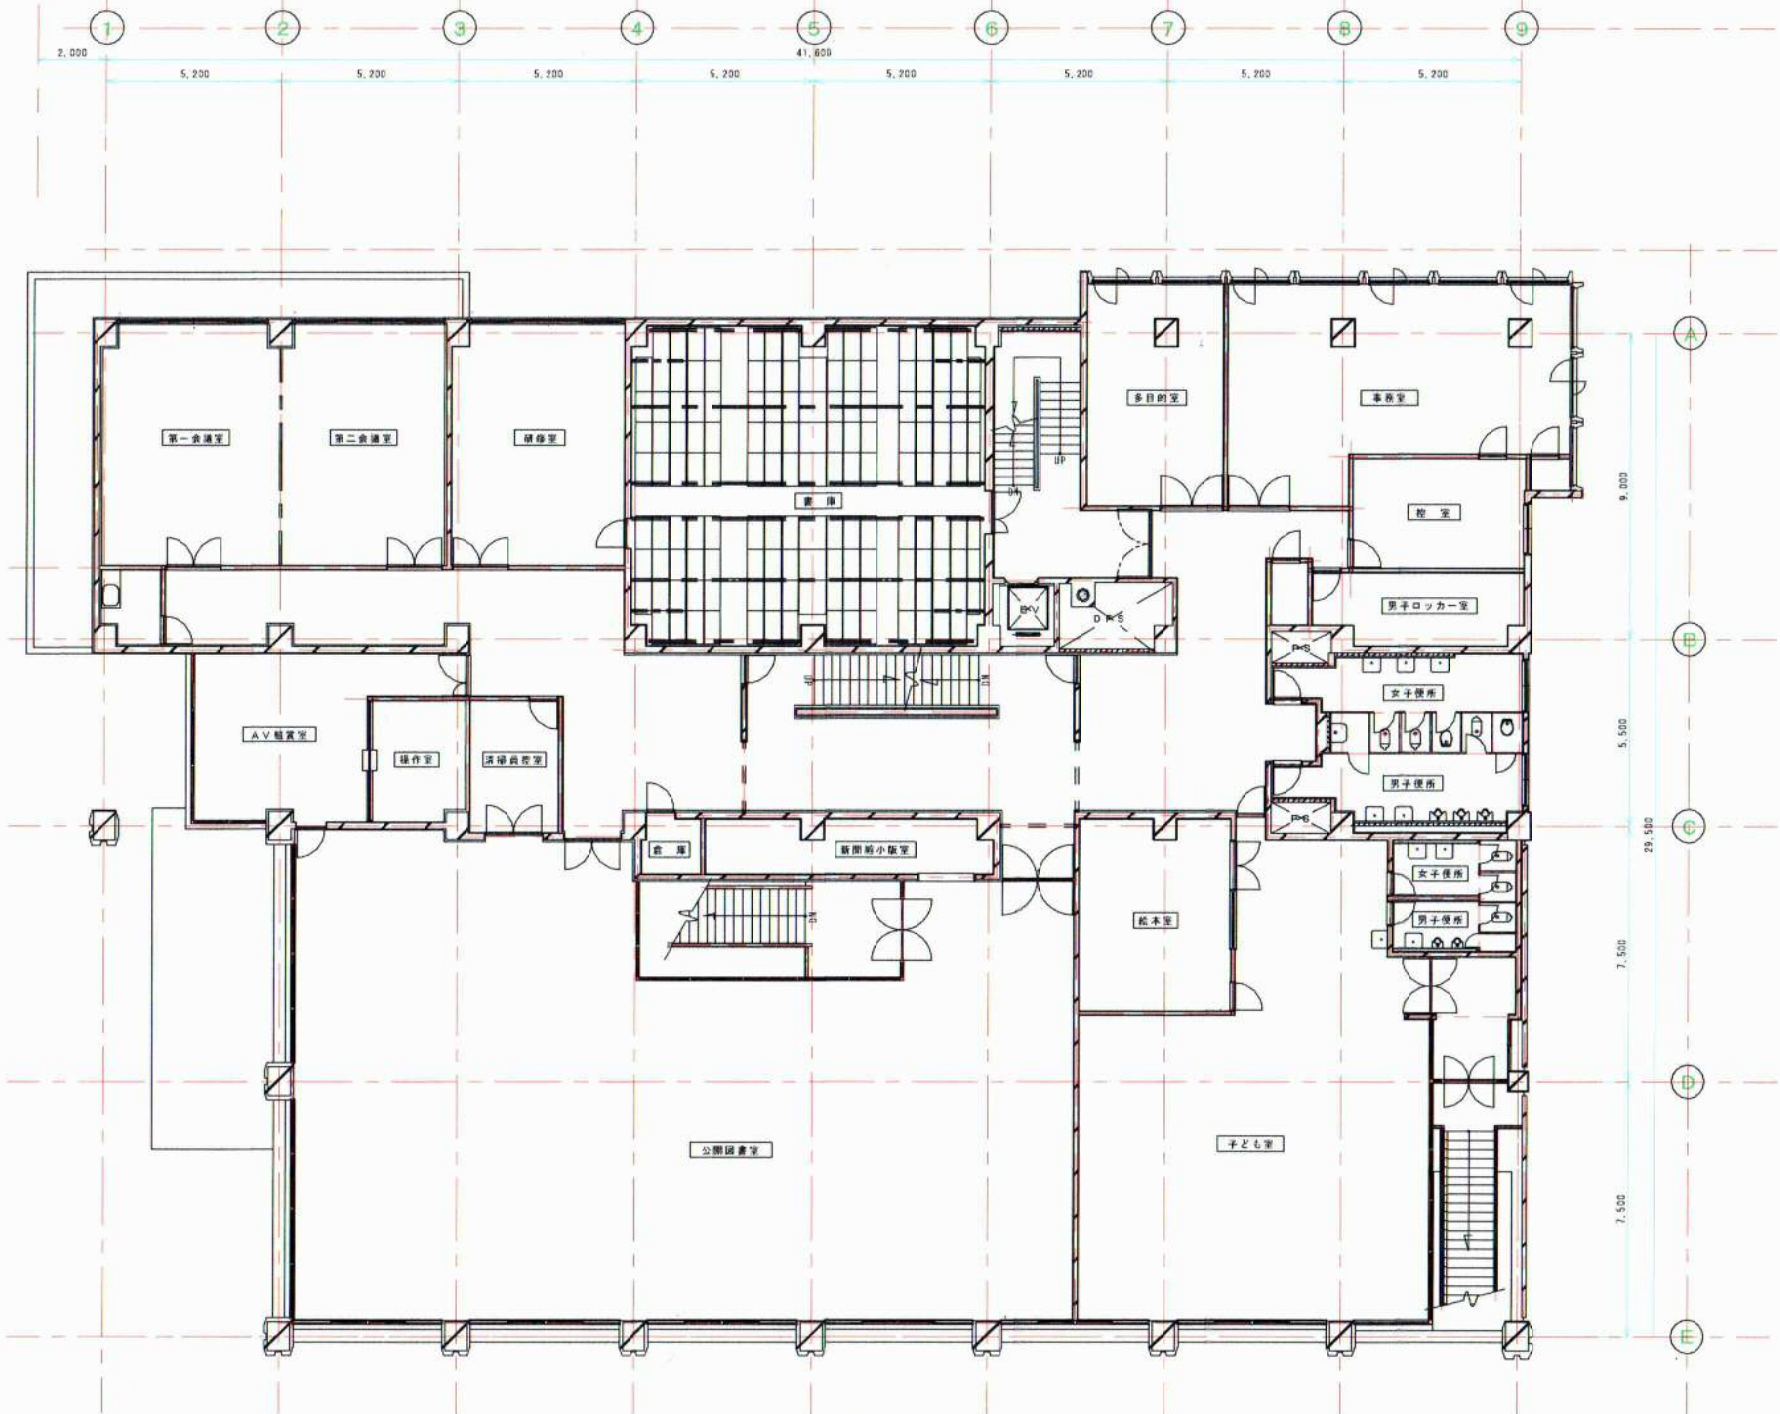 1 2 3 4 5 6 7 8 9
2,000 41,600
5,200 5,200 5,200 5,200 5,200 5,200 5,200 5,200
A
多目的室 事務室
第一会議室 第二会議室 研修室
UP
DN
書庫
控室
9,000
EV
DPS
男子ロッカー室
B
PS
UP DN
女子便所
AV鑑賞室
操作室 清掃員控室
5,500
男子便所
PS
C
倉庫 新聞縮小版室
29,500
女子便所
DN
絵本室
男子便所
7,500
D
公開図書室 子ども室
7,500
E